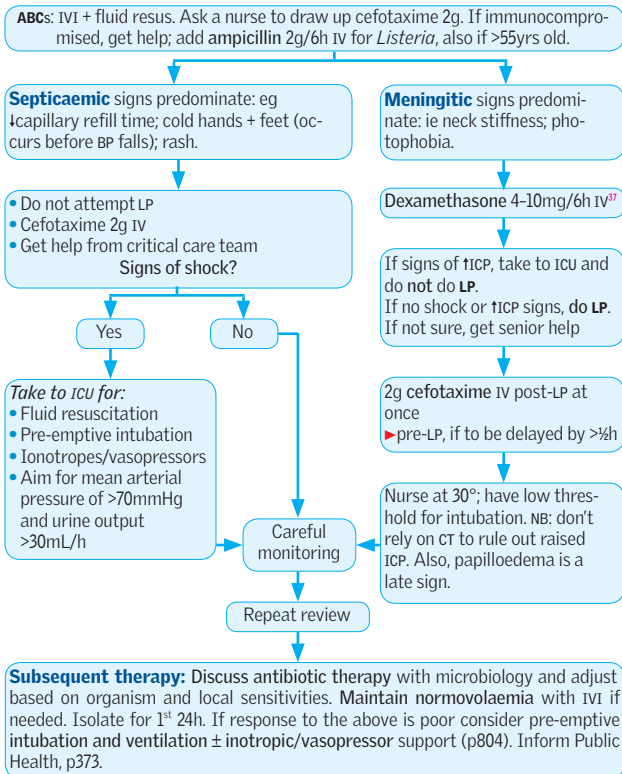 ABCs: IVI + fluid resus. Ask a nurse to draw up cefotaxime 2g. If immunocompro-
mised, get help; add ampicillin 2g/6h IV for Listeria, also if >55yrs old.
Septicaemic signs predominate: eg
↓capillary refill time; cold hands + feet (oc-
curs before BP falls); rash.
Meningitic signs predomi-
nate: ie neck stiffness; pho-
tophobia.
• Do not attempt LP
• Cefotaxime 2g IV
• Get help from critical care team
Signs of shock?
Dexamethasone 4-10mg/6h IV37
If signs of ↑ICP, take to ICU and
do not do LP.
If no shock or ↑ICP signs, do LP.
If not sure, get senior help
Yes
No
2g cefotaxime IV post-LP at
once
►pre-LP, if to be delayed by >½h
Take to ICU for:
• Fluid resuscitation
• Pre-emptive intubation
• Ionotropes/vasopressors
• Aim for mean arterial
pressure of >70mmHg
and urine output
>30mL/h
Nurse at 30°; have low thres-
hold for intubation. NB: don't
rely on CT to rule out raised
ICP. Also, papilloedema is a
late sign.
Careful
monitoring
Repeat review
Subsequent therapy: Discuss antibiotic therapy with microbiology and adjust
based on organism and local sensitivities. Maintain normovolaemia with IVI if
needed. Isolate for 1st 24h. If response to the above is poor consider pre-emptive
intubation and ventilation ± inotropic/vasopressor support (p804). Inform Public
Health, p373.